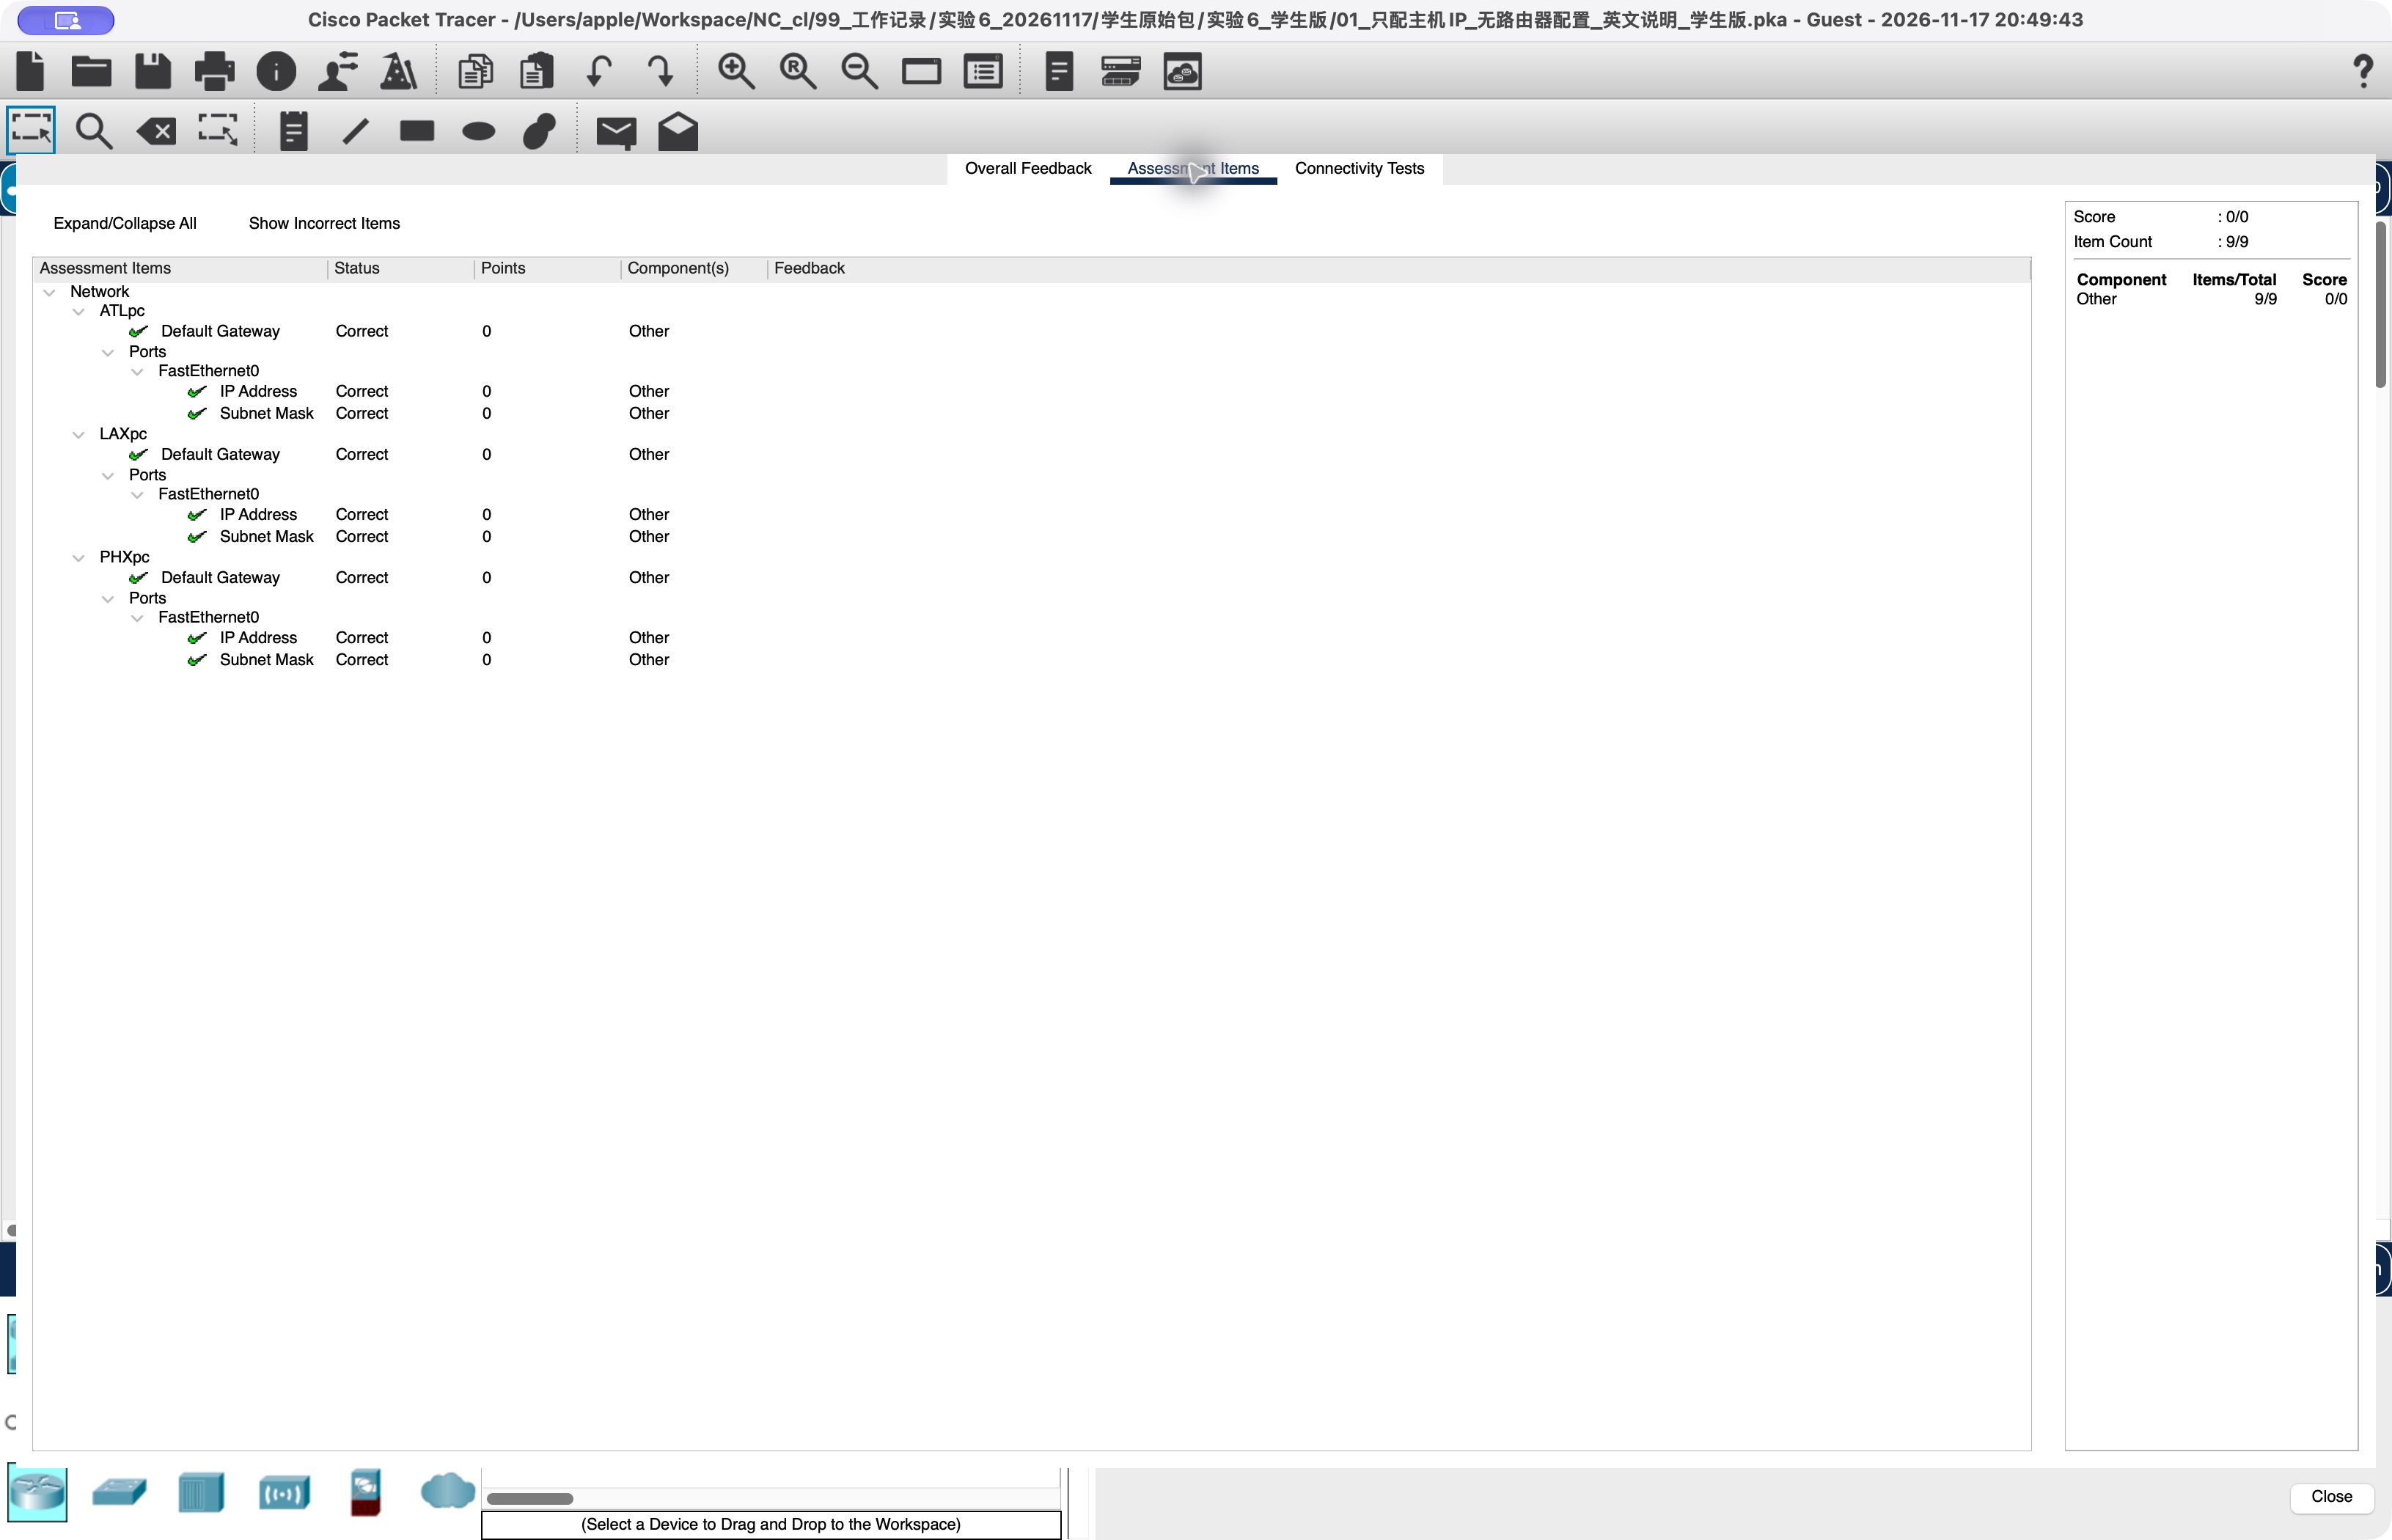 Cisco Packet Tracer - /Users/apple/Workspace/NC_cl/99_工作记录/实验6_20261117/学生原始包/实验6_学生版/01_只配主机IP_无路由器配置_英文说明_学生版.pka - Guest - 2026-11-17 20:49:43
Overall Feedback Assessment Items Connectivity Tests
Expand/Collapse All Show Incorrect Items
Assessment Items Status Points Component(s) Feedback
Network
ATLpc
Default Gateway Correct 0 Other
Ports
FastEthernet0
IP Address Correct 0 Other
Subnet Mask Correct 0 Other
LAXpc
Default Gateway Correct 0 Other
Ports
FastEthernet0
IP Address Correct 0 Other
Subnet Mask Correct 0 Other
PHXpc
Default Gateway Correct 0 Other
Ports
FastEthernet0
IP Address Correct 0 Other
Subnet Mask Correct 0 Other
Score : 0/0
Item Count : 9/9
Component Items/Total Score
Other 9/9 0/0
(Select a Device to Drag and Drop to the Workspace)
Close